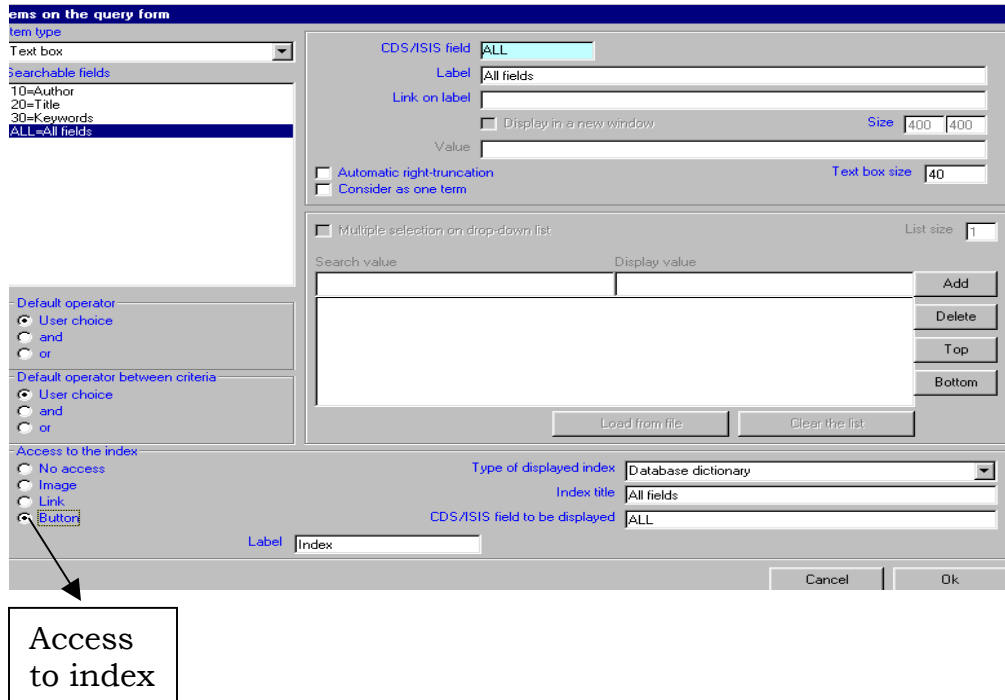 ems on the query form
tem type
Text box
Searchable fields
10=Author
20=Title
30=Keywords
ALL=All fields
CDS/ISIS field ALL
Label All fields
Link on label
Display in a new window Size 400 400
Value
Automatic right-truncation Text box size 40
Consider as one term
Multiple selection on drop-down list List size 1
Search value Display value
Add
Delete
Top
Bottom
Load from file Clear the list
Default operator
User choice
and
or
Default operator between criteria
User choice
and
or
Access to the index
No access
Image
Link
Button
Type of displayed index Database dictionary
Index title All fields
CDS/ISIS field to be displayed ALL
Label Index
Cancel Ok
Access
to index